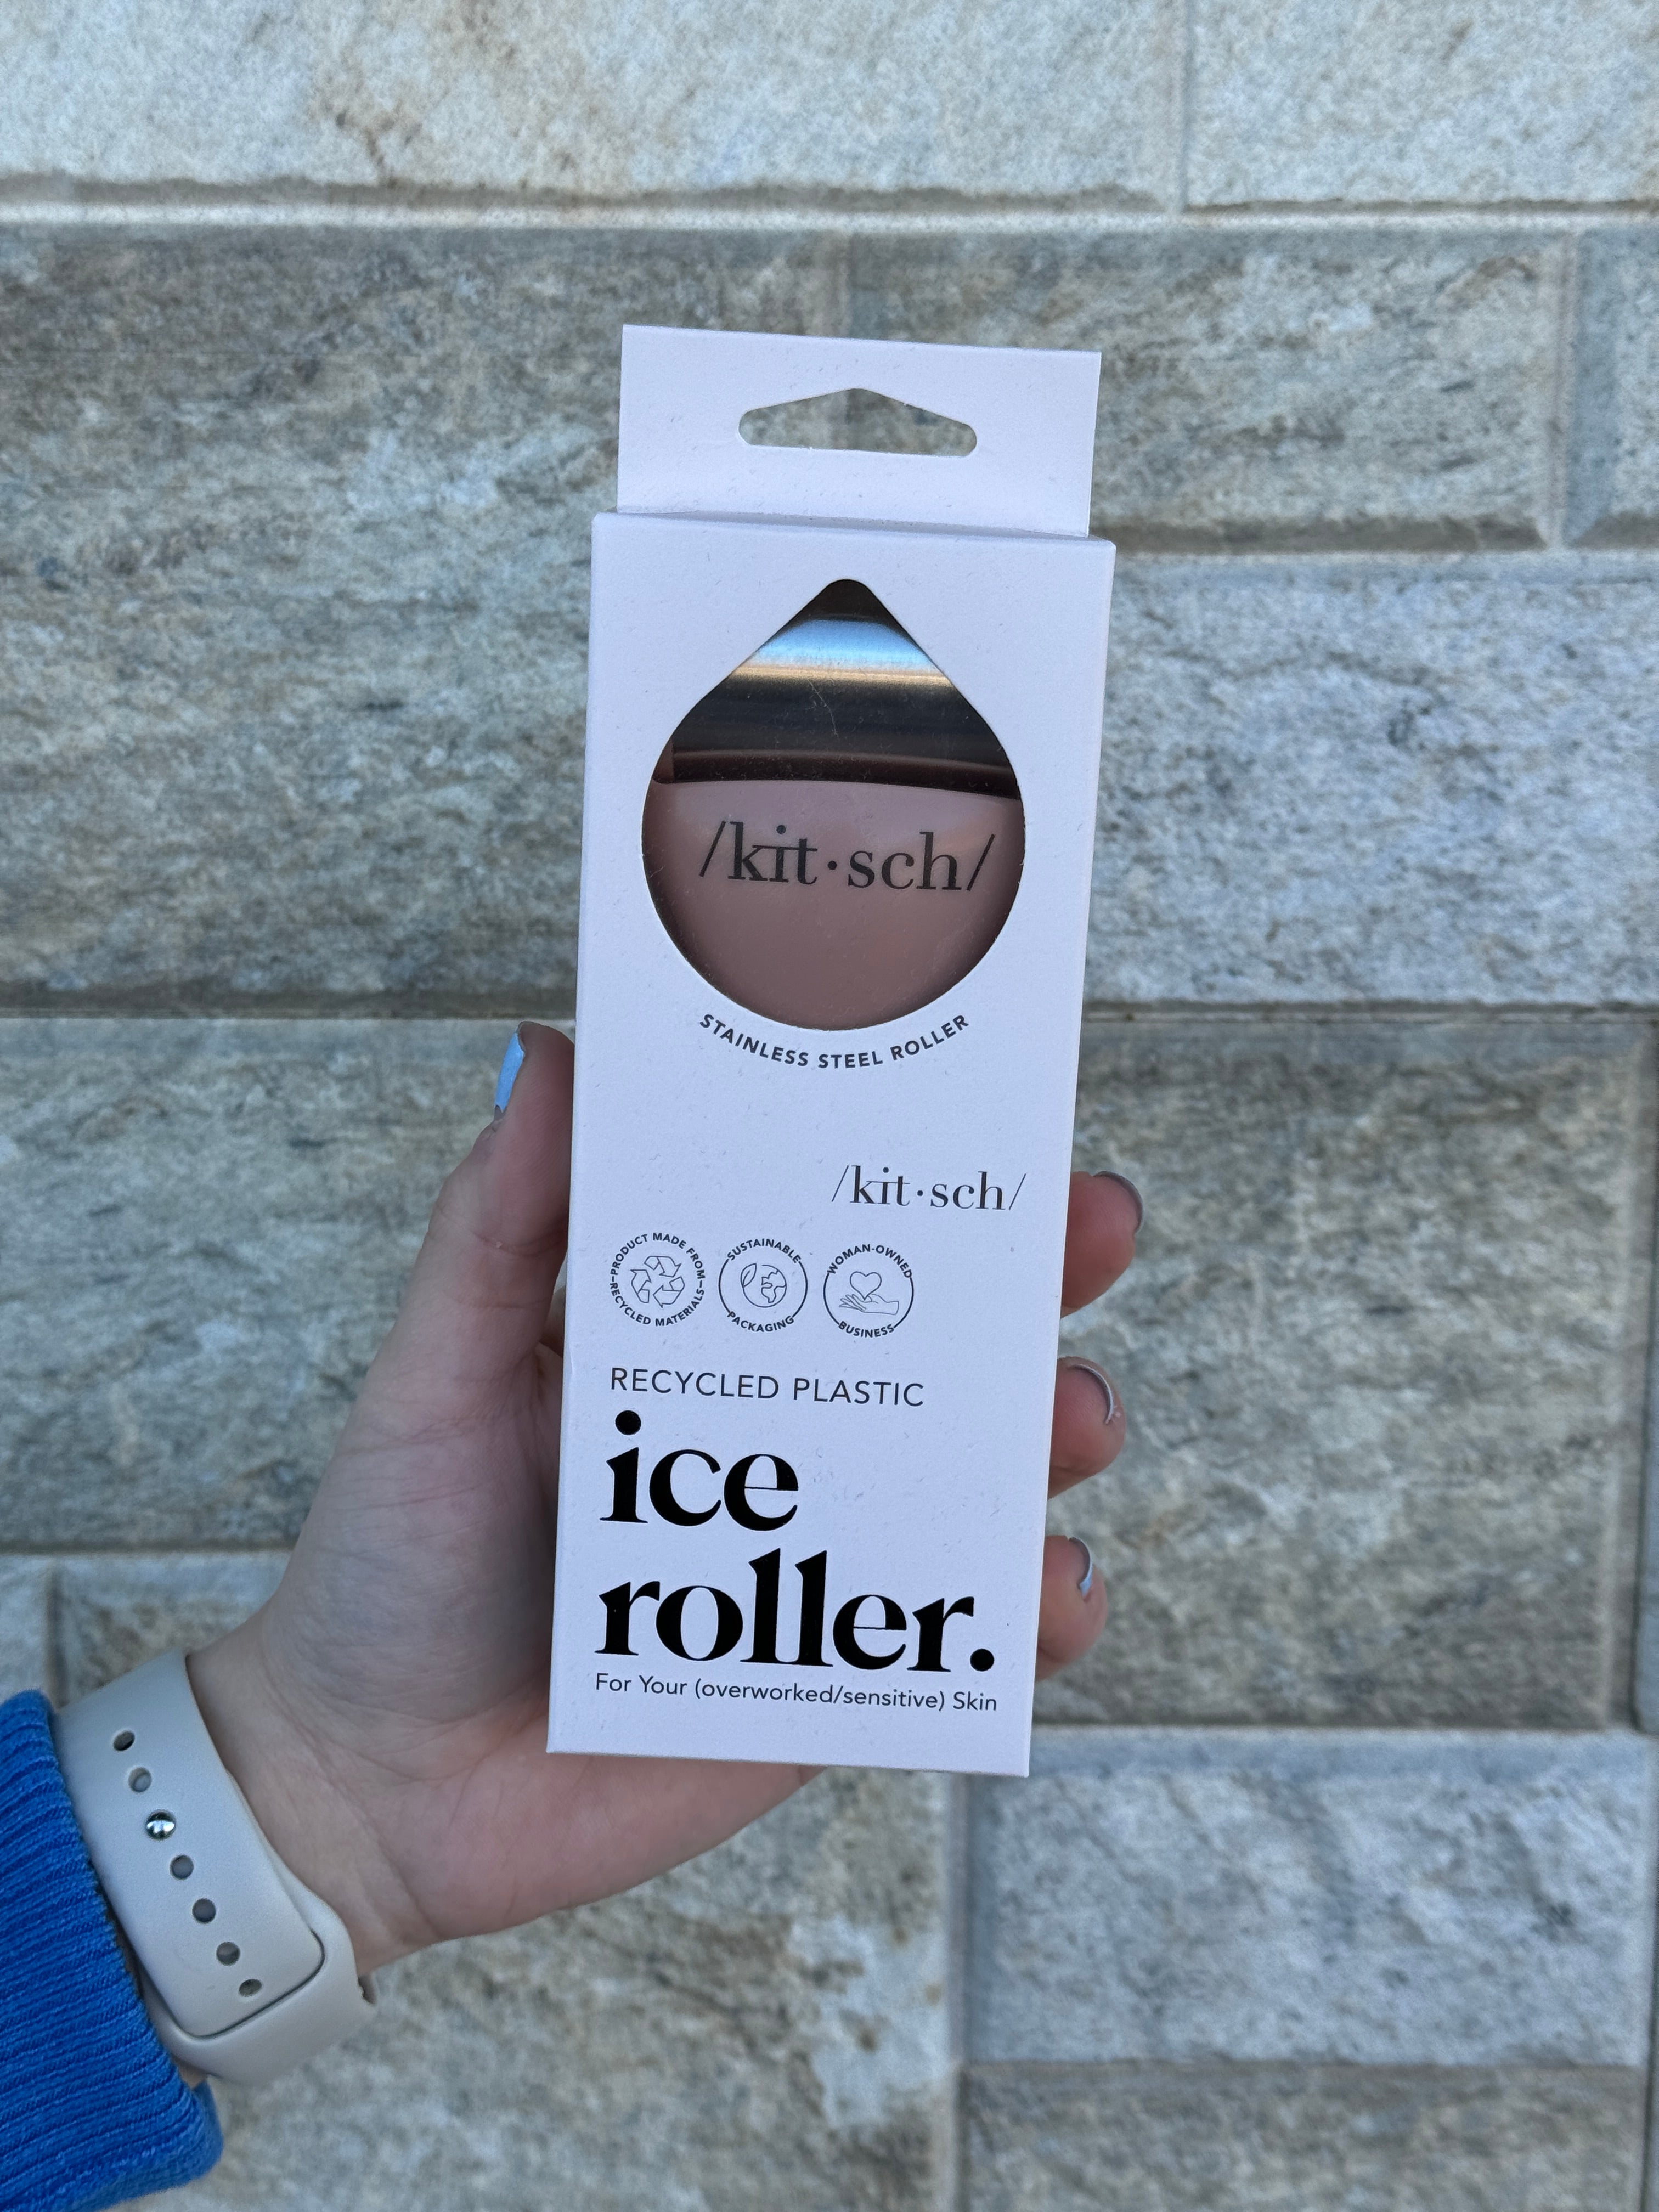 /kit·sch/
STAINLESS STEEL ROLLER
/kit·sch/
PRODUCT MADE FROM
RECYCLED MATERIALS
SUSTAINABLE
PACKAGING
WOMAN-OWNED
BUSINESS
RECYCLED PLASTIC
ice
roller.
For Your (overworked/sensitive) Skin